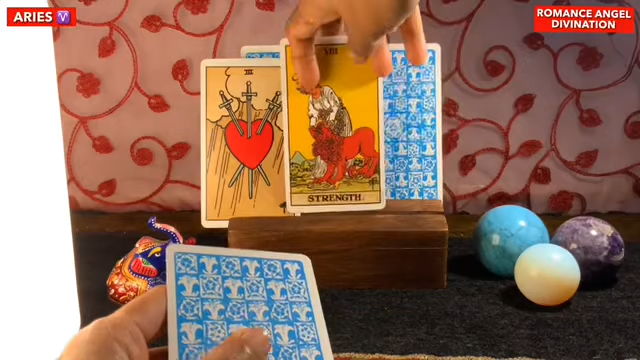 ARIES ♈
ROMANCE ANGEL
DIVINATION
III
VIII
STRENGTH.